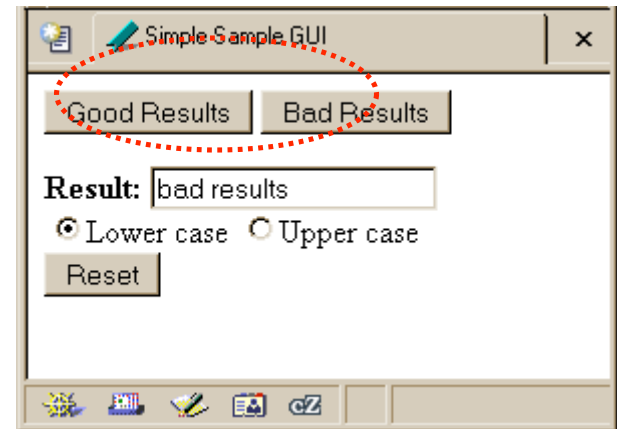 Simple Sample GUI
Good Results Bad Results
Result: bad results
Lower case Upper case
Reset